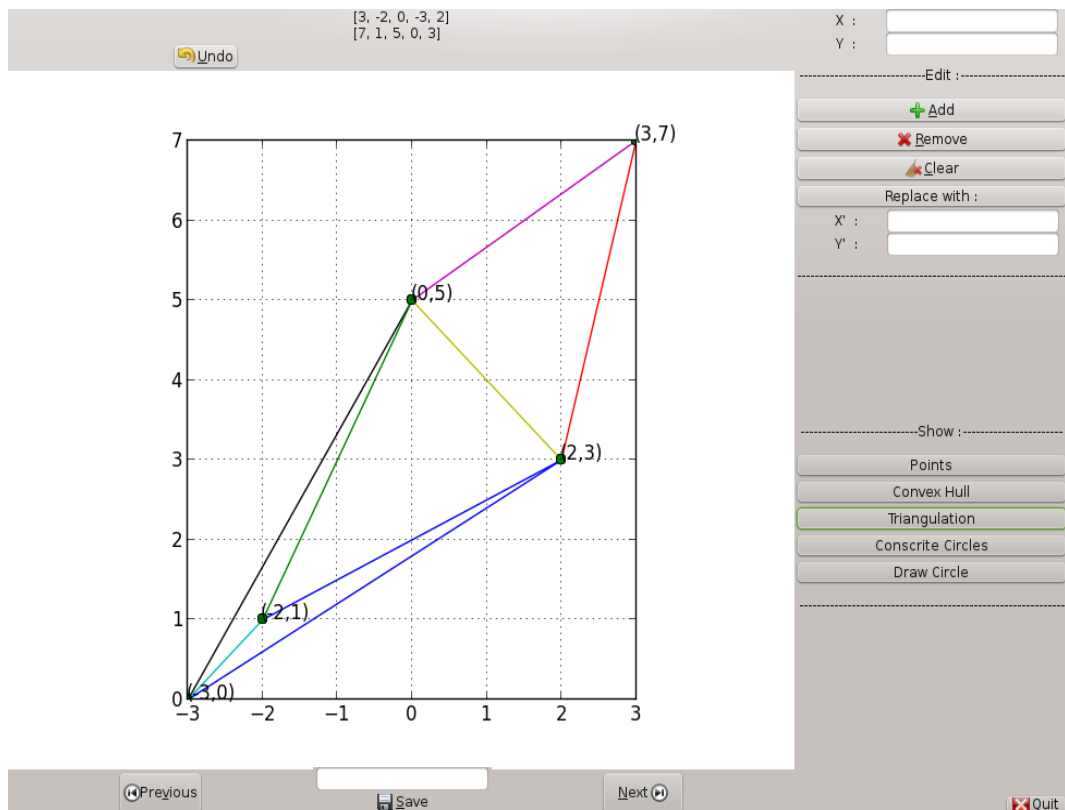 [3, -2, 0, -3, 2]
[7, 1, 5, 0, 3]
Undo
X :
Y :
Edit :
Add
Remove
Clear
Replace with :
X' :
Y' :
Show :
Points
Convex Hull
Triangulation
Conscrite Circles
Draw Circle
7
6
5
4
3
2
1
0
(3,7)
(0,5)
(2,3)
(-2,1)
(-3,0)
−3 −2 −1 0 1 2 3
Previous
Save
Next
Quit